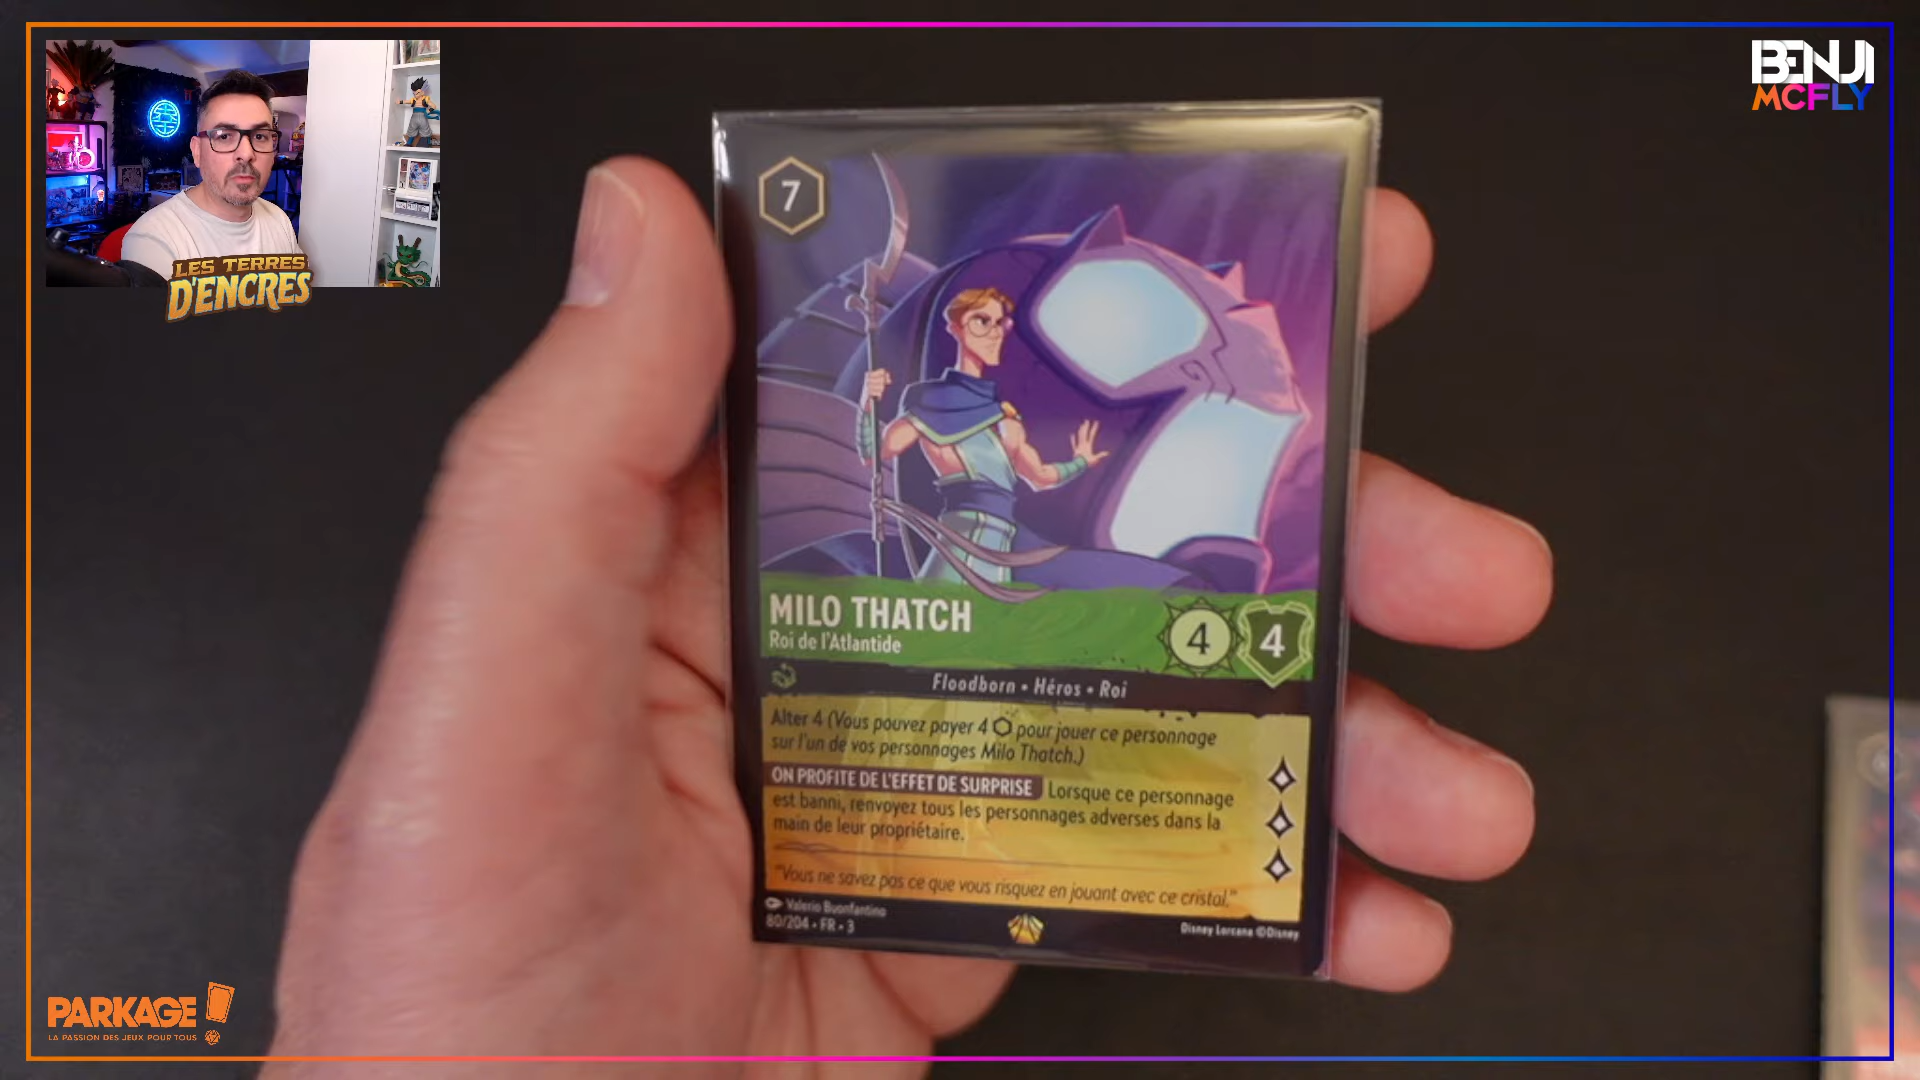 BENJI
MCFLY
LES TERRES
D'ENCRES
7
MILO THATCH
Roi de l'Atlantide
4 4
Floodborn • Héros • Roi
Alter 4 (Vous pouvez payer 4 ⬡ pour jouer ce personnage
sur l'un de vos personnages Milo Thatch.)
ON PROFITE DE L'EFFET DE SURPRISE Lorsque ce personnage
est banni, renvoyez tous les personnages adverses dans la
main de leur propriétaire.
"Vous ne savez pas ce que vous risquez en jouant avec ce cristal."
Valerio Buonfantino
80/204 • FR • 3
Disney Lorcana ©Disney
PARKAGE
LA PASSION DES JEUX POUR TOUS